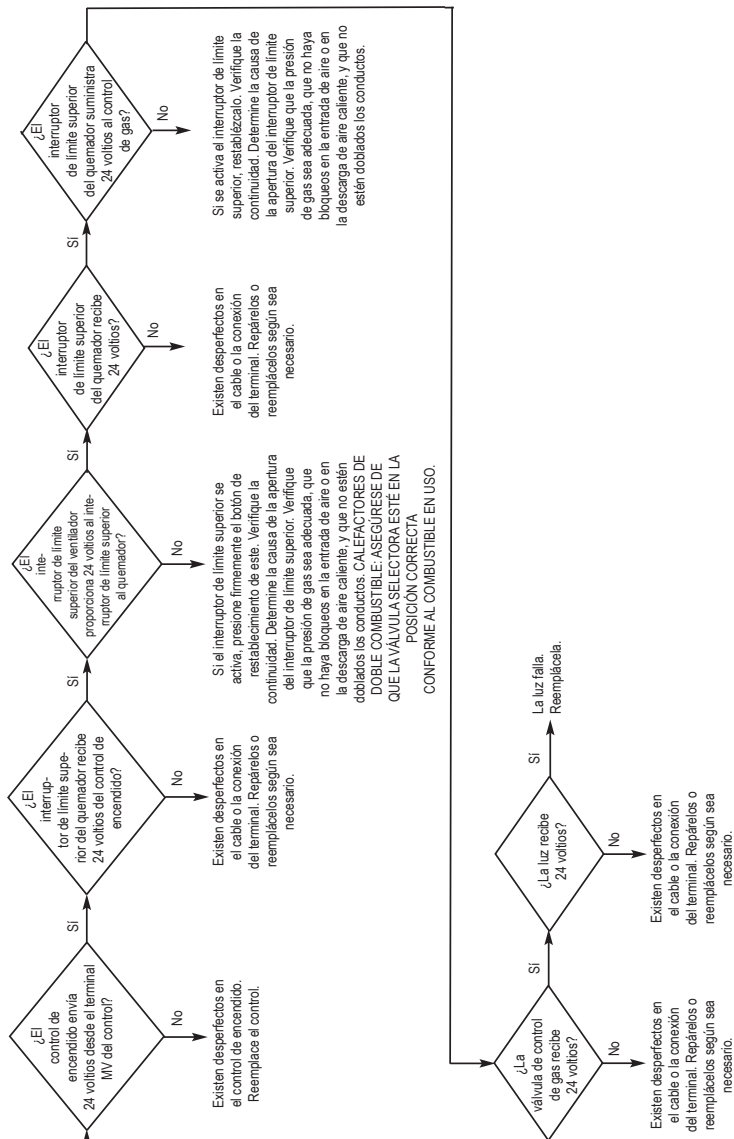 ¿El
control de
encendido envía
24 voltios desde el terminal
MV del control?
Sí
No
Existen desperfectos en
el control de encendido.
Reemplace el control.
¿El
interrup-
tor de límite supe-
rior del quemador recibe
24 voltios del control de
encendido?
Sí
No
Existen desperfectos en
el cable o la conexión
del terminal. Repárelos o
reemplácelos según sea
necesario.
¿El
inte-
rruptor de límite
superior del ventilador
proporciona 24 voltios al inte-
rruptor de límite superior
al quemador?
Sí
No
Si el interruptor de límite superior se
activa, presione firmemente el botón de
restablecimiento de este. Verifique la
continuidad. Determine la causa de la apertura
del interruptor de límite superior. Verifique
que la presión de gas sea adecuada, que
no haya bloqueos en la entrada de aire o en
la descarga de aire caliente, y que no estén
doblados los conductos. CALEFACTORES DE
DOBLE COMBUSTIBLE: ASEGÚRESE DE
QUE LA VÁLVULA SELECTORA ESTÉ EN LA
POSICIÓN CORRECTA
CONFORME AL COMBUSTIBLE EN USO.
¿El
interruptor
de límite superior
del quemador recibe
24 voltios?
Sí
No
Existen desperfectos en
el cable o la conexión
del terminal. Repárelos o
reemplácelos según sea
necesario.
¿El
interruptor
de límite superior
del quemador suministra
24 voltios al control
de gas?
Sí
No
Si se activa el interruptor de límite
superior, restablézcalo. Verifique la
continuidad. Determine la causa de
la apertura del interruptor de límite
superior. Verifique que la presión
de gas sea adecuada, que no haya
bloqueos en la entrada de aire o en
la descarga de aire caliente, y que no
estén doblados los conductos.
¿La
válvula de control
de gas recibe
24 voltios?
Sí
No
Existen desperfectos en
el cable o la conexión
del terminal. Repárelos o
reemplácelos según sea
necesario.
¿La luz recibe
24 voltios?
Sí
No
Existen desperfectos en
el cable o la conexión
del terminal. Repárelos o
reemplácelos según sea
necesario.
La luz falla.
Reemplácela.